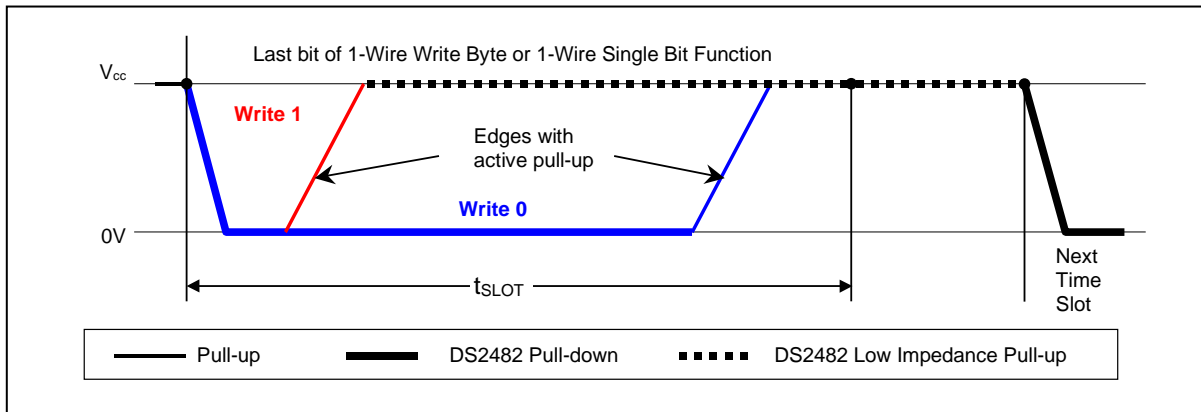 Last bit of 1-Wire Write Byte or 1-Wire Single Bit Function
Vcc
Write 1
Edges with
active pull-up
Write 0
0V
tSLOT
Next
Time
Slot
Pull-up
DS2482 Pull-down
DS2482 Low Impedance Pull-up